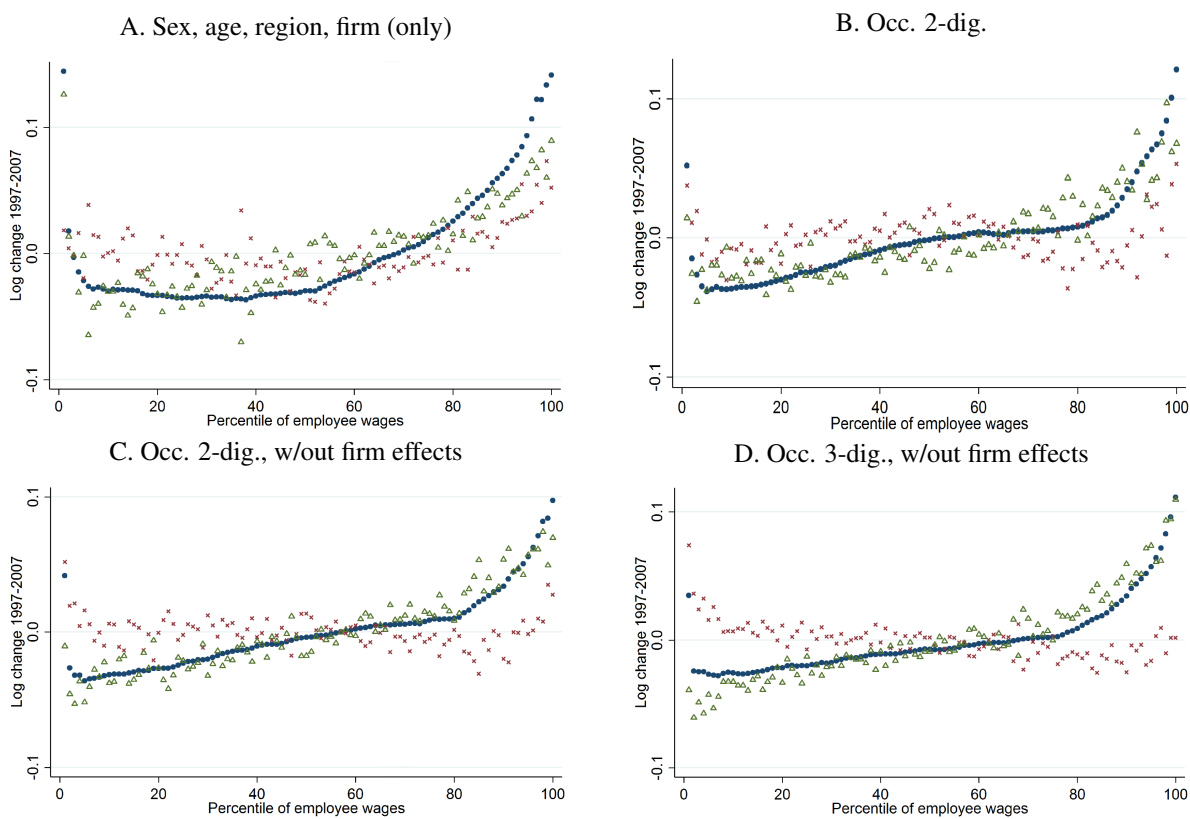 A. Sex, age, region, firm (only)
Log change 1997-2007
0.1
0.0
-0.1
0 20 40 60 80 100
Percentile of employee wages
B. Occ. 2-dig.
Log change 1997-2007
0.1
0.0
-0.1
0 20 40 60 80 100
Percentile of employee wages
C. Occ. 2-dig., w/out firm effects
Log change 1997-2007
0.1
0.0
-0.1
0 20 40 60 80 100
Percentile of employee wages
D. Occ. 3-dig., w/out firm effects
Log change 1997-2007
0.1
0.0
-0.1
0 20 40 60 80 100
Percentile of employee wages